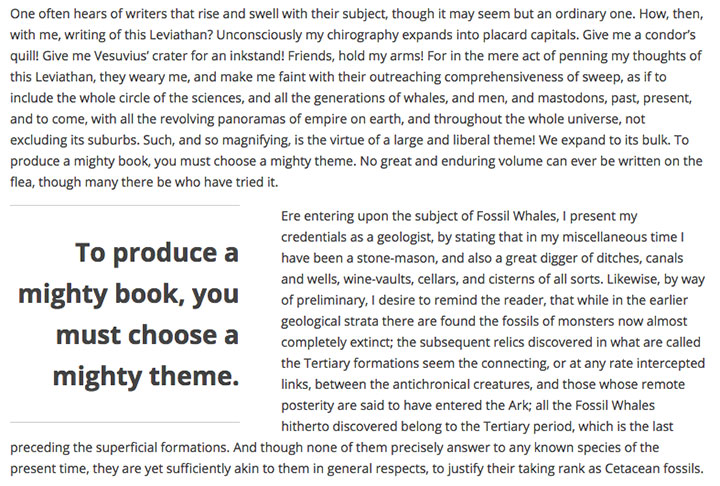 One often hears of writers that rise and swell with their subject, though it may seem but an ordinary one. How, then,
with me, writing of this Leviathan? Unconsciously my chirography expands into placard capitals. Give me a condor’s
quill! Give me Vesuvius’ crater for an inkstand! Friends, hold my arms! For in the mere act of penning my thoughts of
this Leviathan, they weary me, and make me faint with their outreaching comprehensiveness of sweep, as if to
include the whole circle of the sciences, and all the generations of whales, and men, and mastodons, past, present,
and to come, with all the revolving panoramas of empire on earth, and throughout the whole universe, not
excluding its suburbs. Such, and so magnifying, is the virtue of a large and liberal theme! We expand to its bulk. To
produce a mighty book, you must choose a mighty theme. No great and enduring volume can ever be written on the
flea, though many there be who have tried it.
To produce a
mighty book, you
must choose a
mighty theme.
Ere entering upon the subject of Fossil Whales, I present my
credentials as a geologist, by stating that in my miscellaneous time I
have been a stone-mason, and also a great digger of ditches, canals
and wells, wine-vaults, cellars, and cisterns of all sorts. Likewise, by way
of preliminary, I desire to remind the reader, that while in the earlier
geological strata there are found the fossils of monsters now almost
completely extinct; the subsequent relics discovered in what are called
the Tertiary formations seem the connecting, or at any rate intercepted
links, between the antichronical creatures, and those whose remote
posterity are said to have entered the Ark; all the Fossil Whales
hitherto discovered belong to the Tertiary period, which is the last
preceding the superficial formations. And though none of them precisely answer to any known species of the
present time, they are yet sufficiently akin to them in general respects, to justify their taking rank as Cetacean fossils.